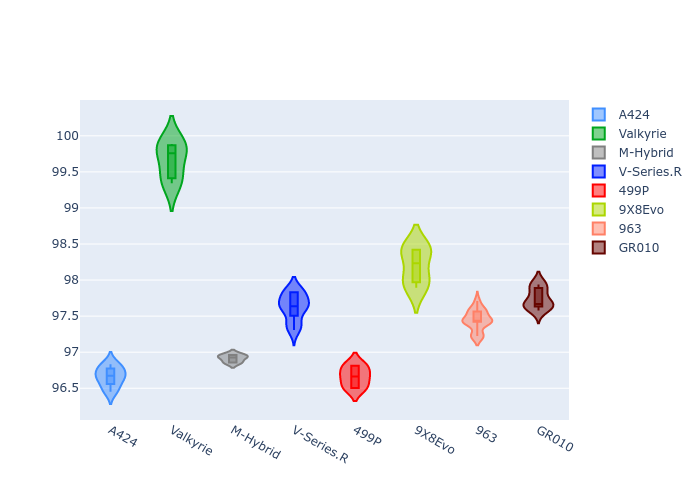 100
99.5
99
98.5
98
97.5
97
96.5
A424
Valkyrie
M-Hybrid
V-Series.R
499P
9X8Evo
963
GR010
A424
Valkyrie
M-Hybrid
V-Series.R
499P
9X8Evo
963
GR010